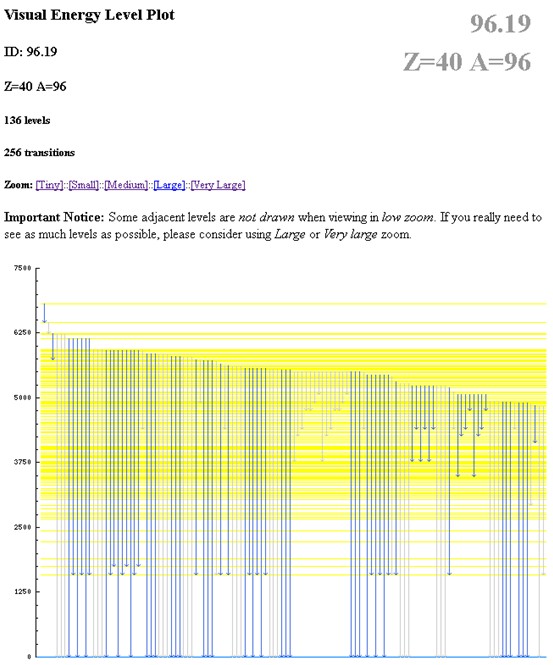 Visual Energy Level Plot
96.19
ID: 96.19
Z=40 A=96
Z=40 A=96
136 levels
256 transitions
Zoom: [Tiny]::[Small]::[Medium]::[Large]::[Very Large]
Important Notice: Some adjacent levels are not drawn when viewing in low zoom. If you really need to
see as much levels as possible, please consider using Large or Very large zoom.
7500
6250
5000
3750
2500
1250
0